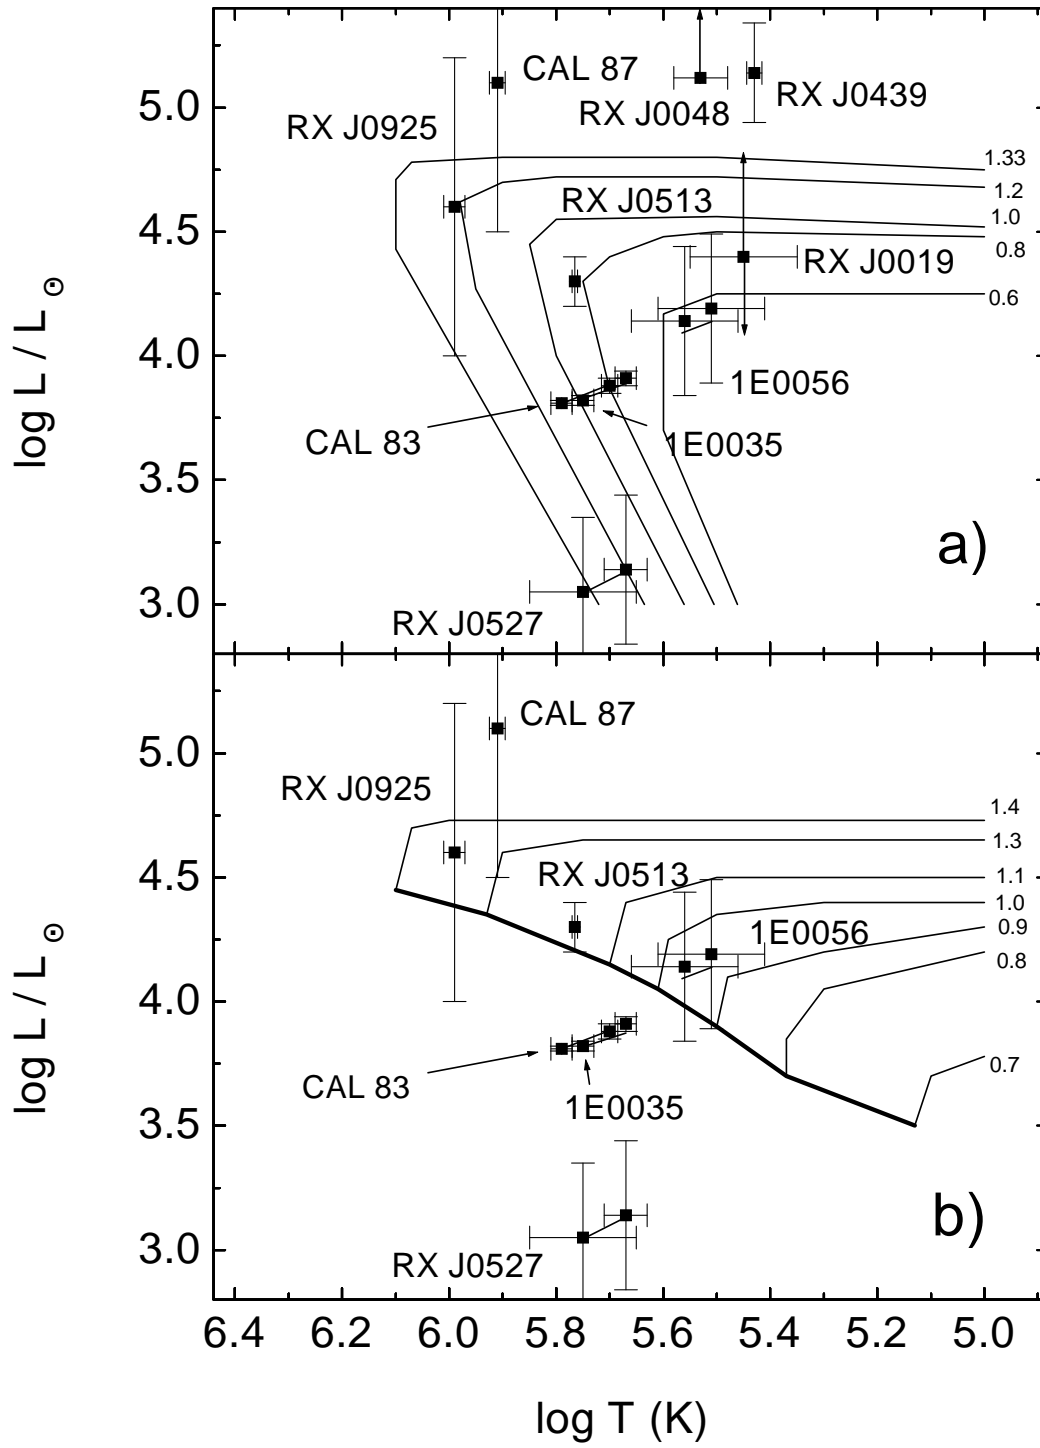 CAL 87
5.0
RX J0048
RX J0439
RX J0925
1.33
1.2
RX J0513
1.0
4.5
0.8
RX J0019
0.6
log L / L⊙
4.0
1E0056
CAL 83
1E0035
3.5
a)
3.0
RX J0527
CAL 87
5.0
RX J0925
1.4
1.3
4.5
RX J0513
1.1
1.0
1E0056
0.9
0.8
log L / L⊙
4.0
CAL 83
1E0035
0.7
3.5
b)
3.0
RX J0527
6.4 6.2 6.0 5.8 5.6 5.4 5.2 5.0
log T (K)